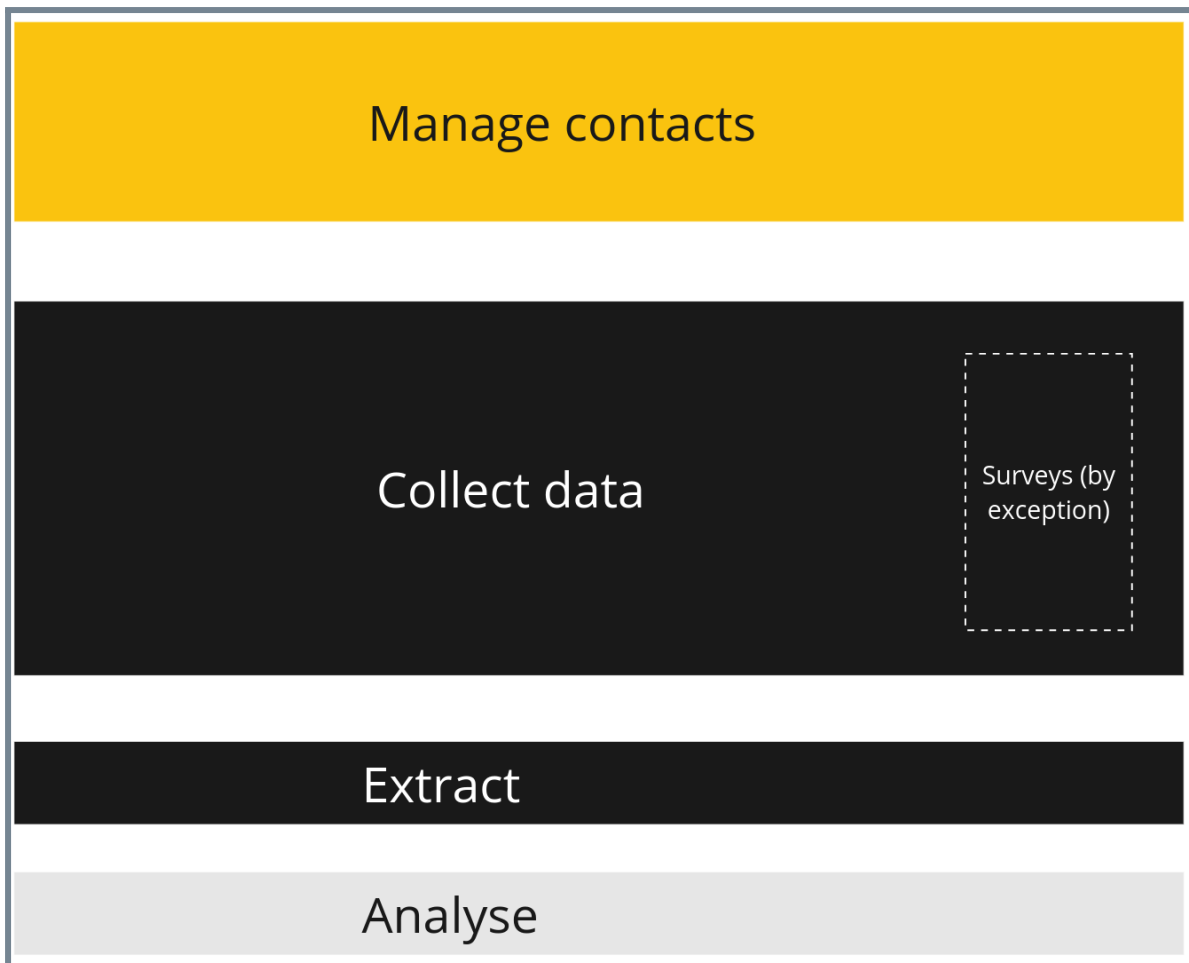 Manage contacts
Collect data
Surveys (by
exception)
Extract
Analyse